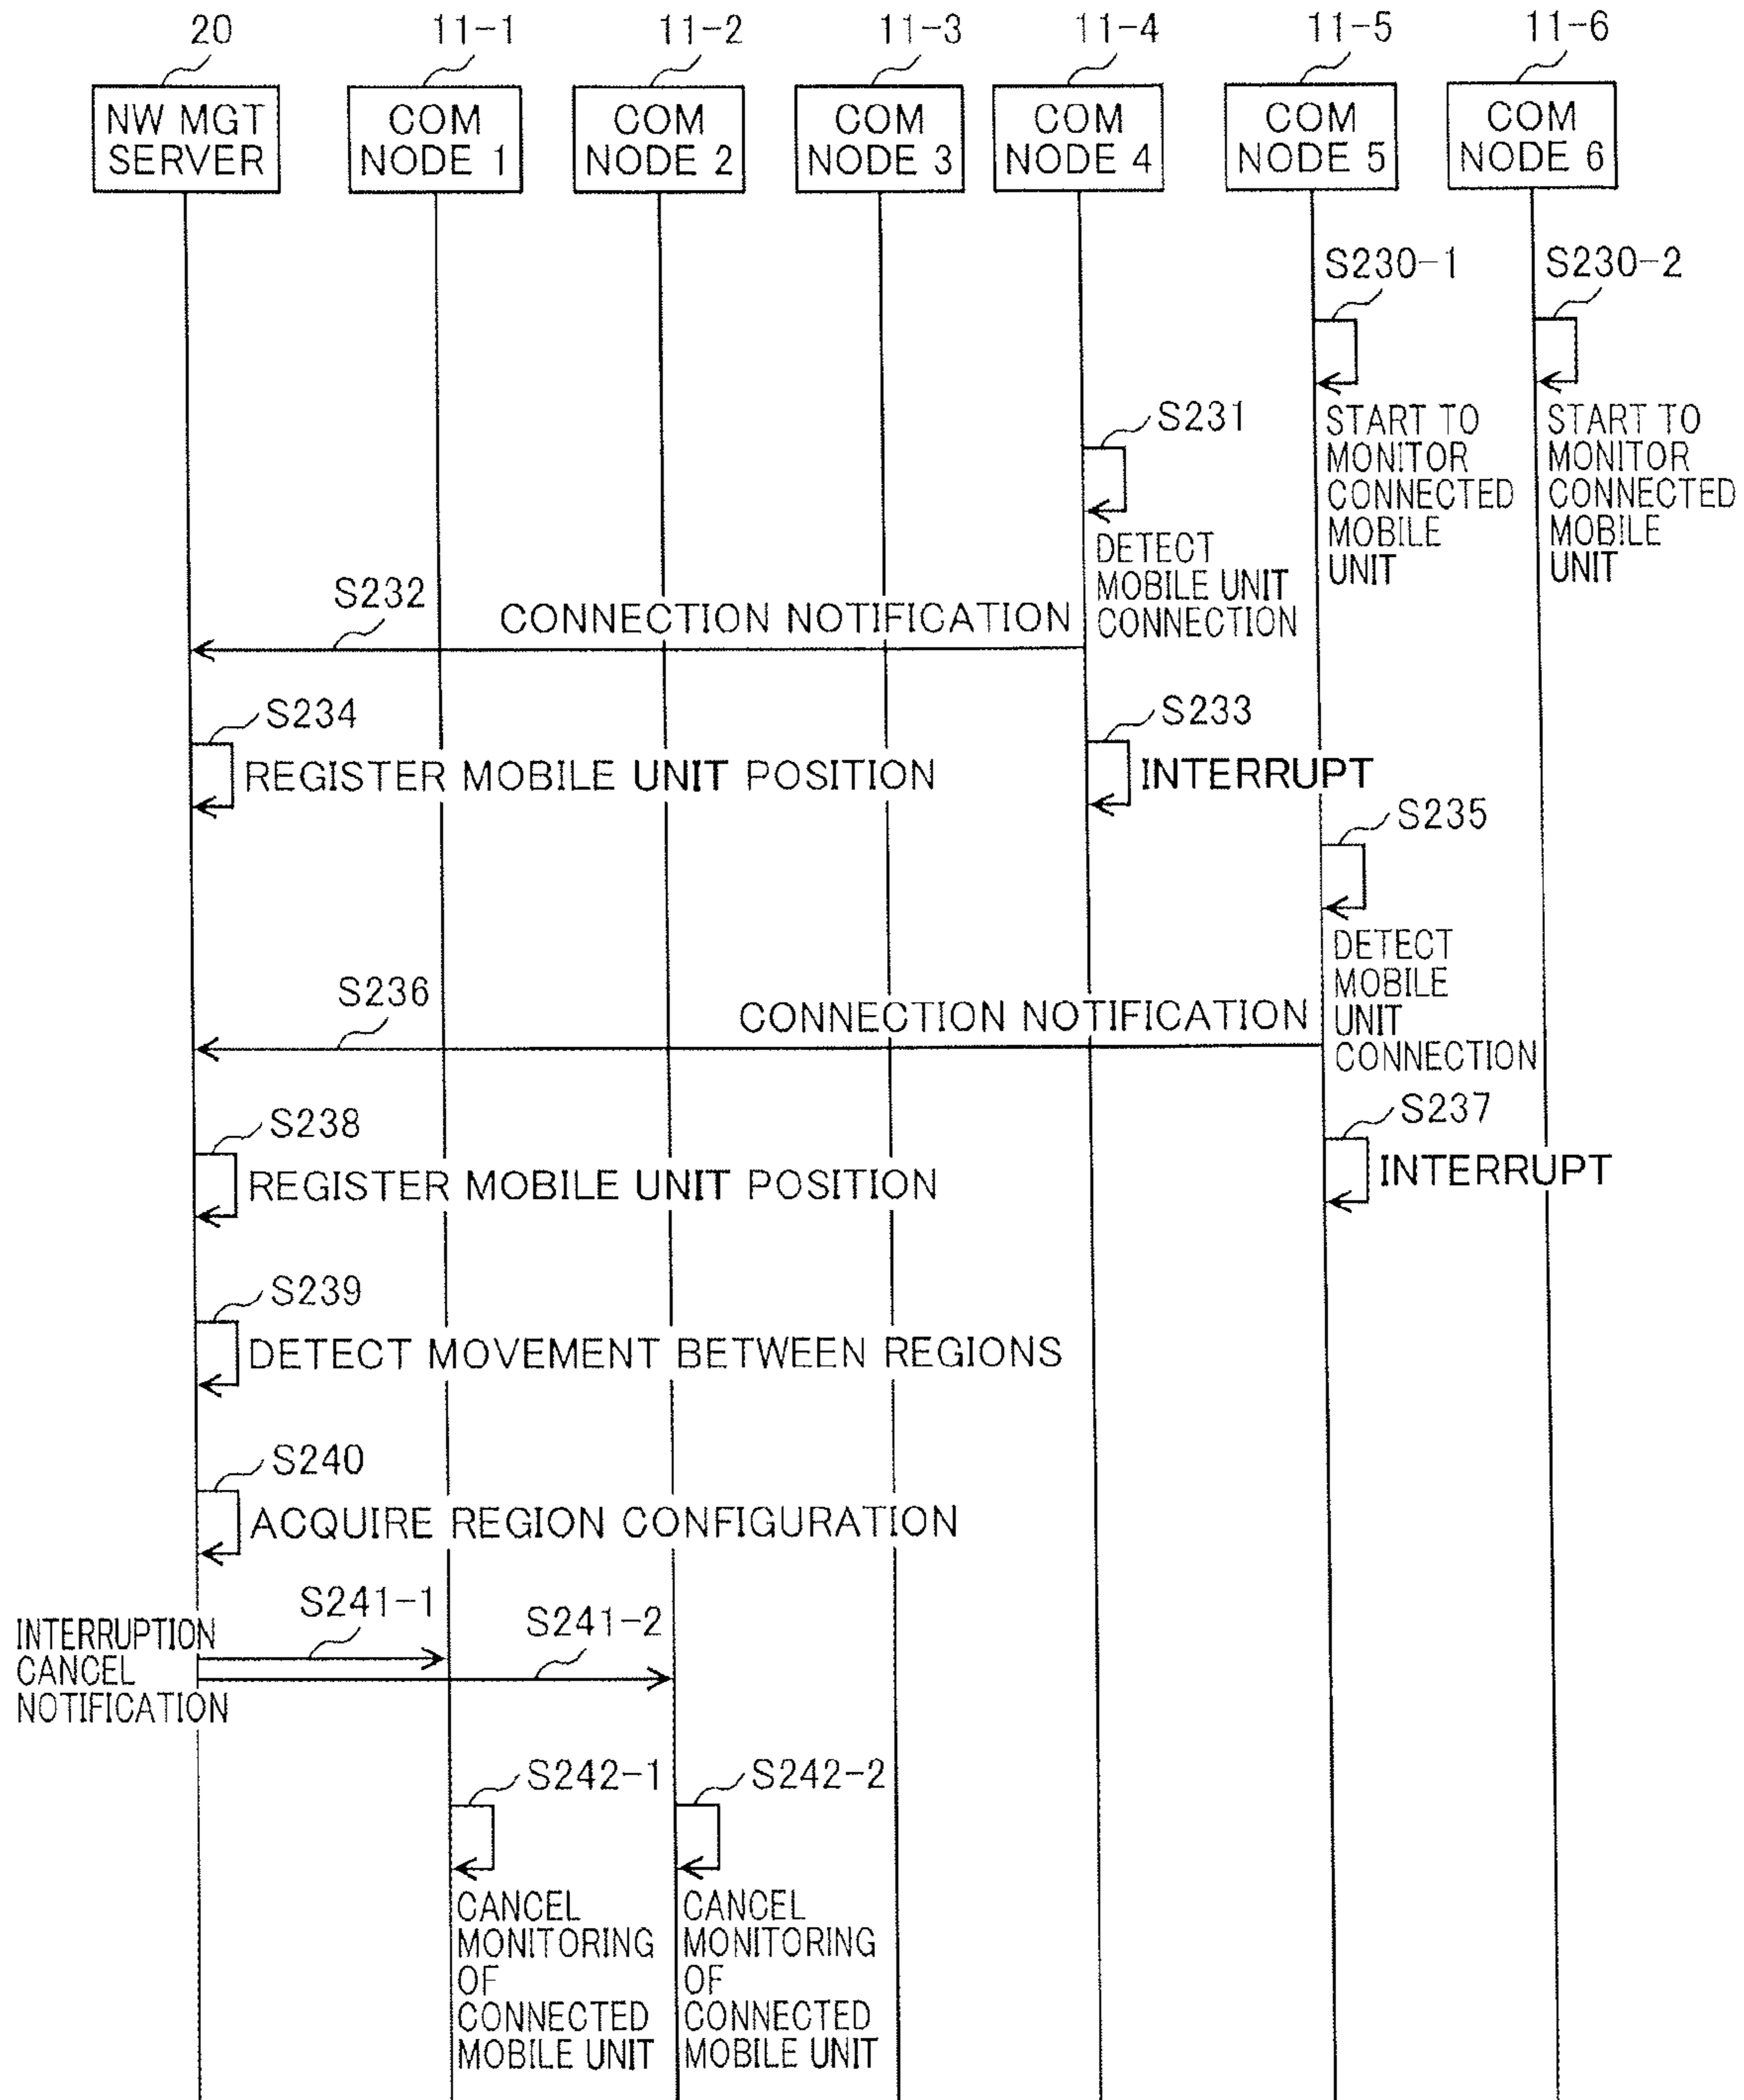 20
11-1
11-2
11-3
11-4
11-5
11-6
NW MGT
SERVER
COM
NODE 1
COM
NODE 2
COM
NODE 3
COM
NODE 4
COM
NODE 5
COM
NODE 6
S230-1
S230-2
START TO
MONITOR
CONNECTED
MOBILE
UNIT
START TO
MONITOR
CONNECTED
MOBILE
UNIT
S231
DETECT
MOBILE UNIT
CONNECTION
S232
CONNECTION NOTIFICATION
S234
REGISTER MOBILE UNIT POSITION
S233
INTERRUPT
S235
DETECT
MOBILE
UNIT
CONNECTION
S236
CONNECTION NOTIFICATION
S237
INTERRUPT
S238
REGISTER MOBILE UNIT POSITION
S239
DETECT MOVEMENT BETWEEN REGIONS
S240
ACQUIRE REGION CONFIGURATION
S241-1
S241-2
INTERRUPTION
CANCEL
NOTIFICATION
S242-1
S242-2
CANCEL
MONITORING
OF
CONNECTED
MOBILE UNIT
CANCEL
MONITORING
OF
CONNECTED
MOBILE UNIT